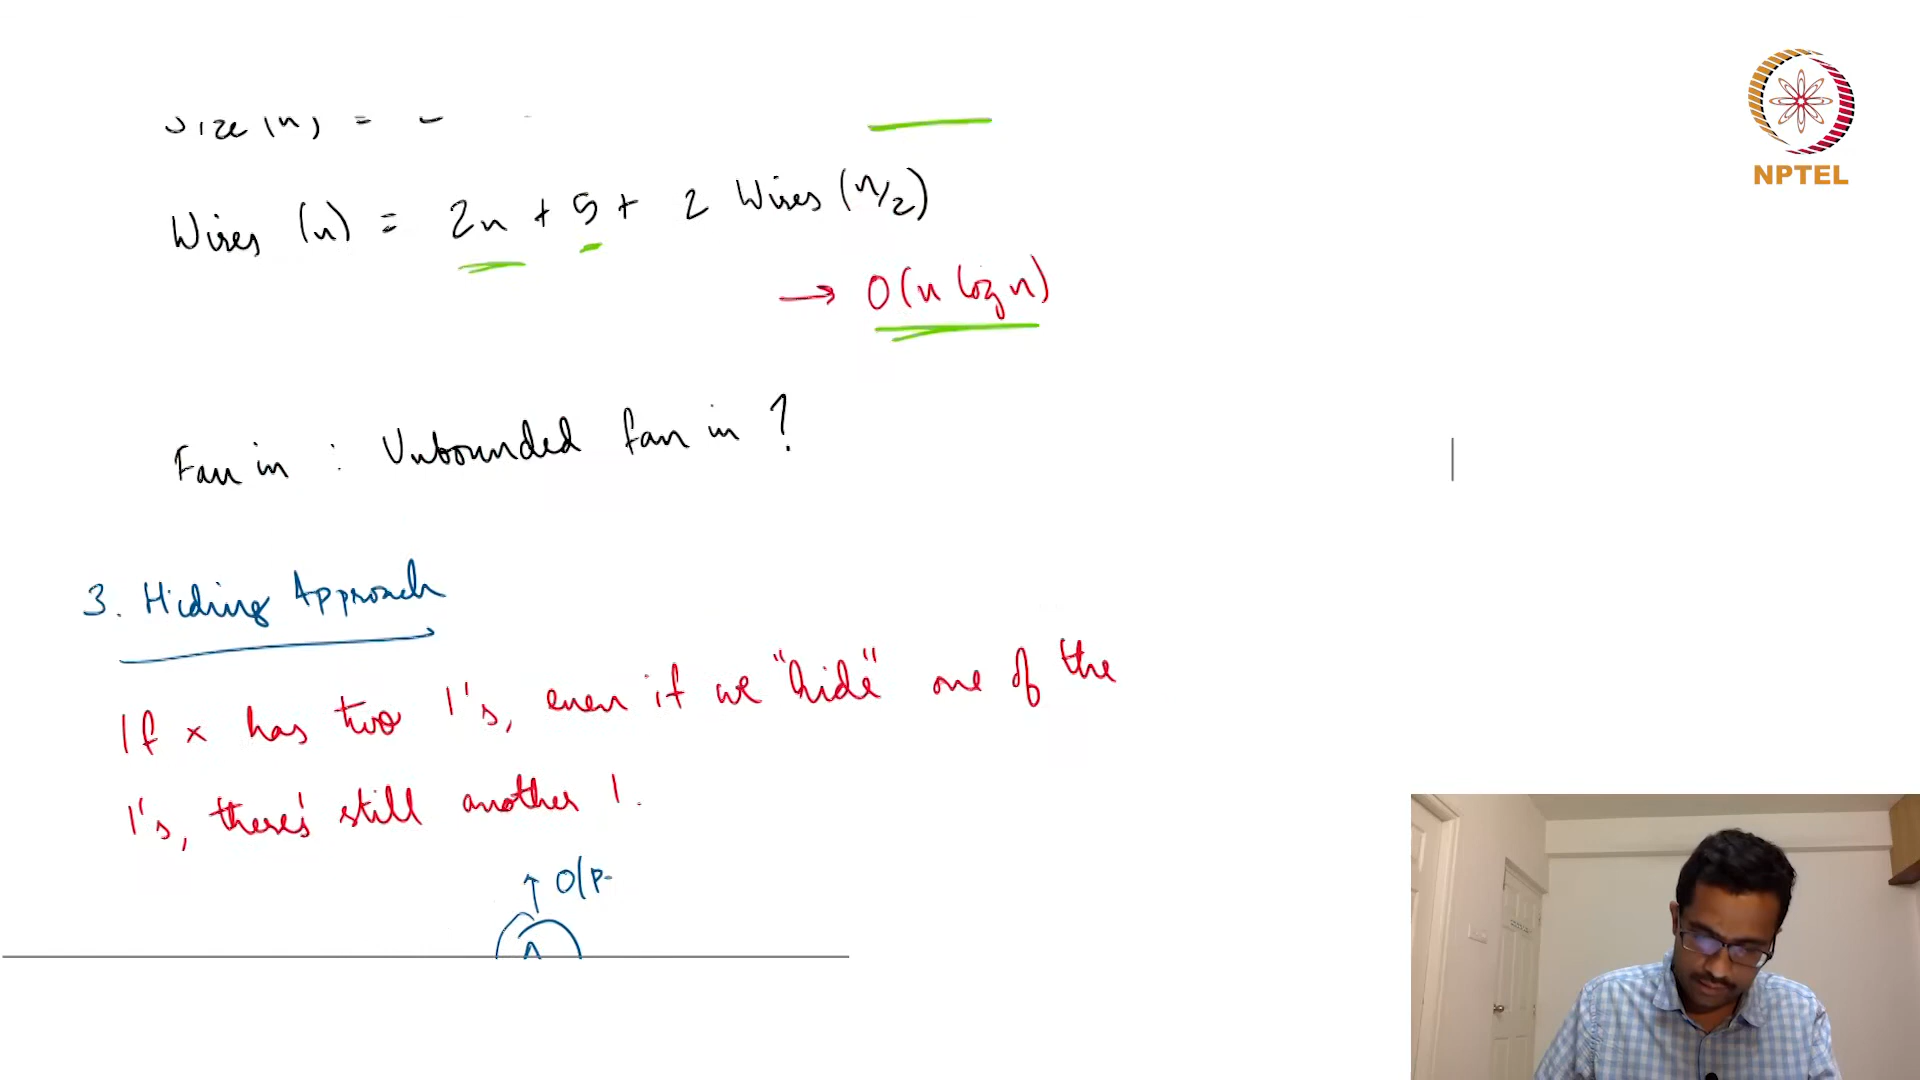 Size (n) =
Wires (n) = 2n + 5 + 2 Wires (n/2)
→ O(n log n)
Fan in : Unbounded fan in ?
3. Hiding Approach
If x has two 1's, even if we "hide" one of the
1's, there's still another 1.
↑ O/P
∧
NPTEL